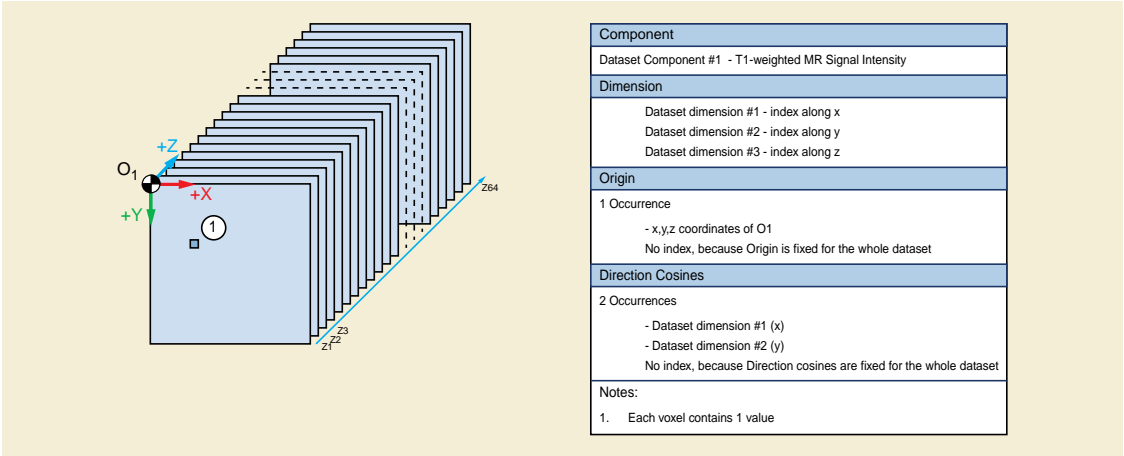 +Z
O1
+X
+Y
1
Z64
Z3
Z2
Z1
Component
Dataset Component #1 - T1-weighted MR Signal Intensity
Dimension
Dataset dimension #1 - index along x
Dataset dimension #2 - index along y
Dataset dimension #3 - index along z
Origin
1 Occurrence
- x,y,z coordinates of O1
No index, because Origin is fixed for the whole dataset
Direction Cosines
2 Occurrences
- Dataset dimension #1 (x)
- Dataset dimension #2 (y)
No index, because Direction cosines are fixed for the whole dataset
Notes:
1. Each voxel contains 1 value